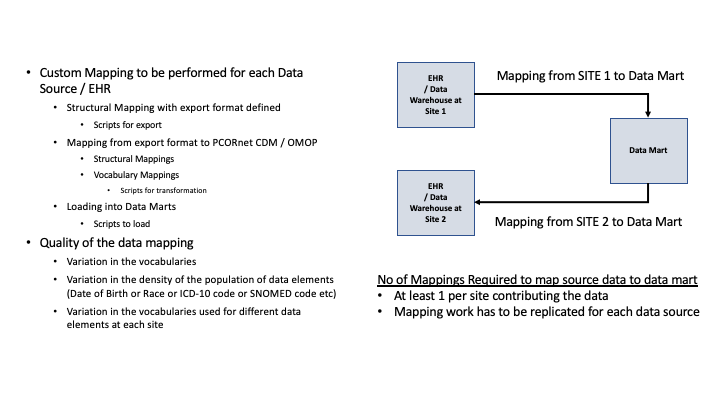 • Custom Mapping to be performed for each Data
Source / EHR
• Structural Mapping with export format defined
• Scripts for export
• Mapping from export format to PCORnet CDM / OMOP
• Structural Mappings
• Vocabulary Mappings
• Scripts for transformation
• Loading into Data Marts
• Scripts to load
• Quality of the data mapping
• Variation in the vocabularies
• Variation in the density of the population of data elements
(Date of Birth or Race or ICD-10 code or SNOMED code etc)
• Variation in the vocabularies used for different data
elements at each site
EHR
/ Data
Warehouse at
Site 1
Mapping from SITE 1 to Data Mart
Data Mart
EHR
/ Data
Warehouse at
Site 2
Mapping from SITE 2 to Data Mart
No of Mappings Required to map source data to data mart
• At least 1 per site contributing the data
• Mapping work has to be replicated for each data source